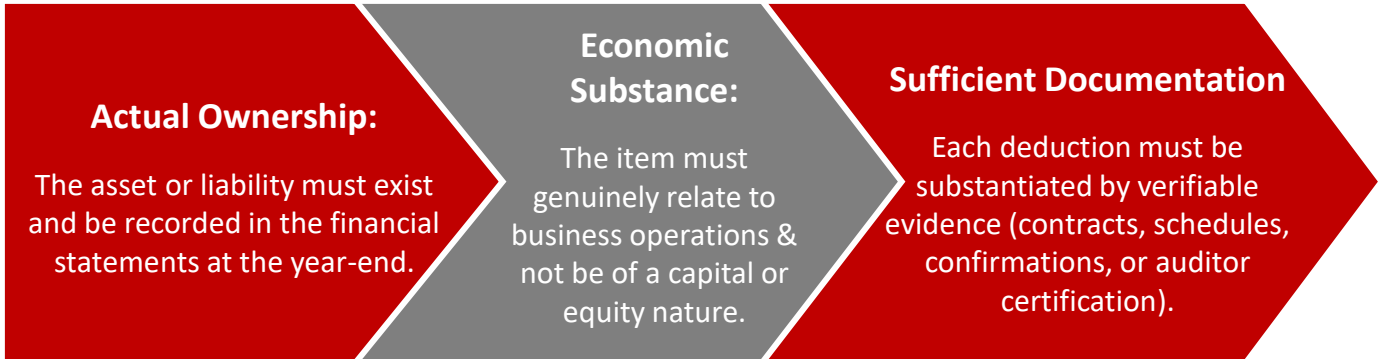 Actual Ownership:
The asset or liability must exist
and be recorded in the financial
statements at the year-end.
Economic
Substance:
The item must
genuinely relate to
business operations &
not be of a capital or
equity nature.
Sufficient Documentation
Each deduction must be
substantiated by verifiable
evidence (contracts, schedules,
confirmations, or auditor
certification).